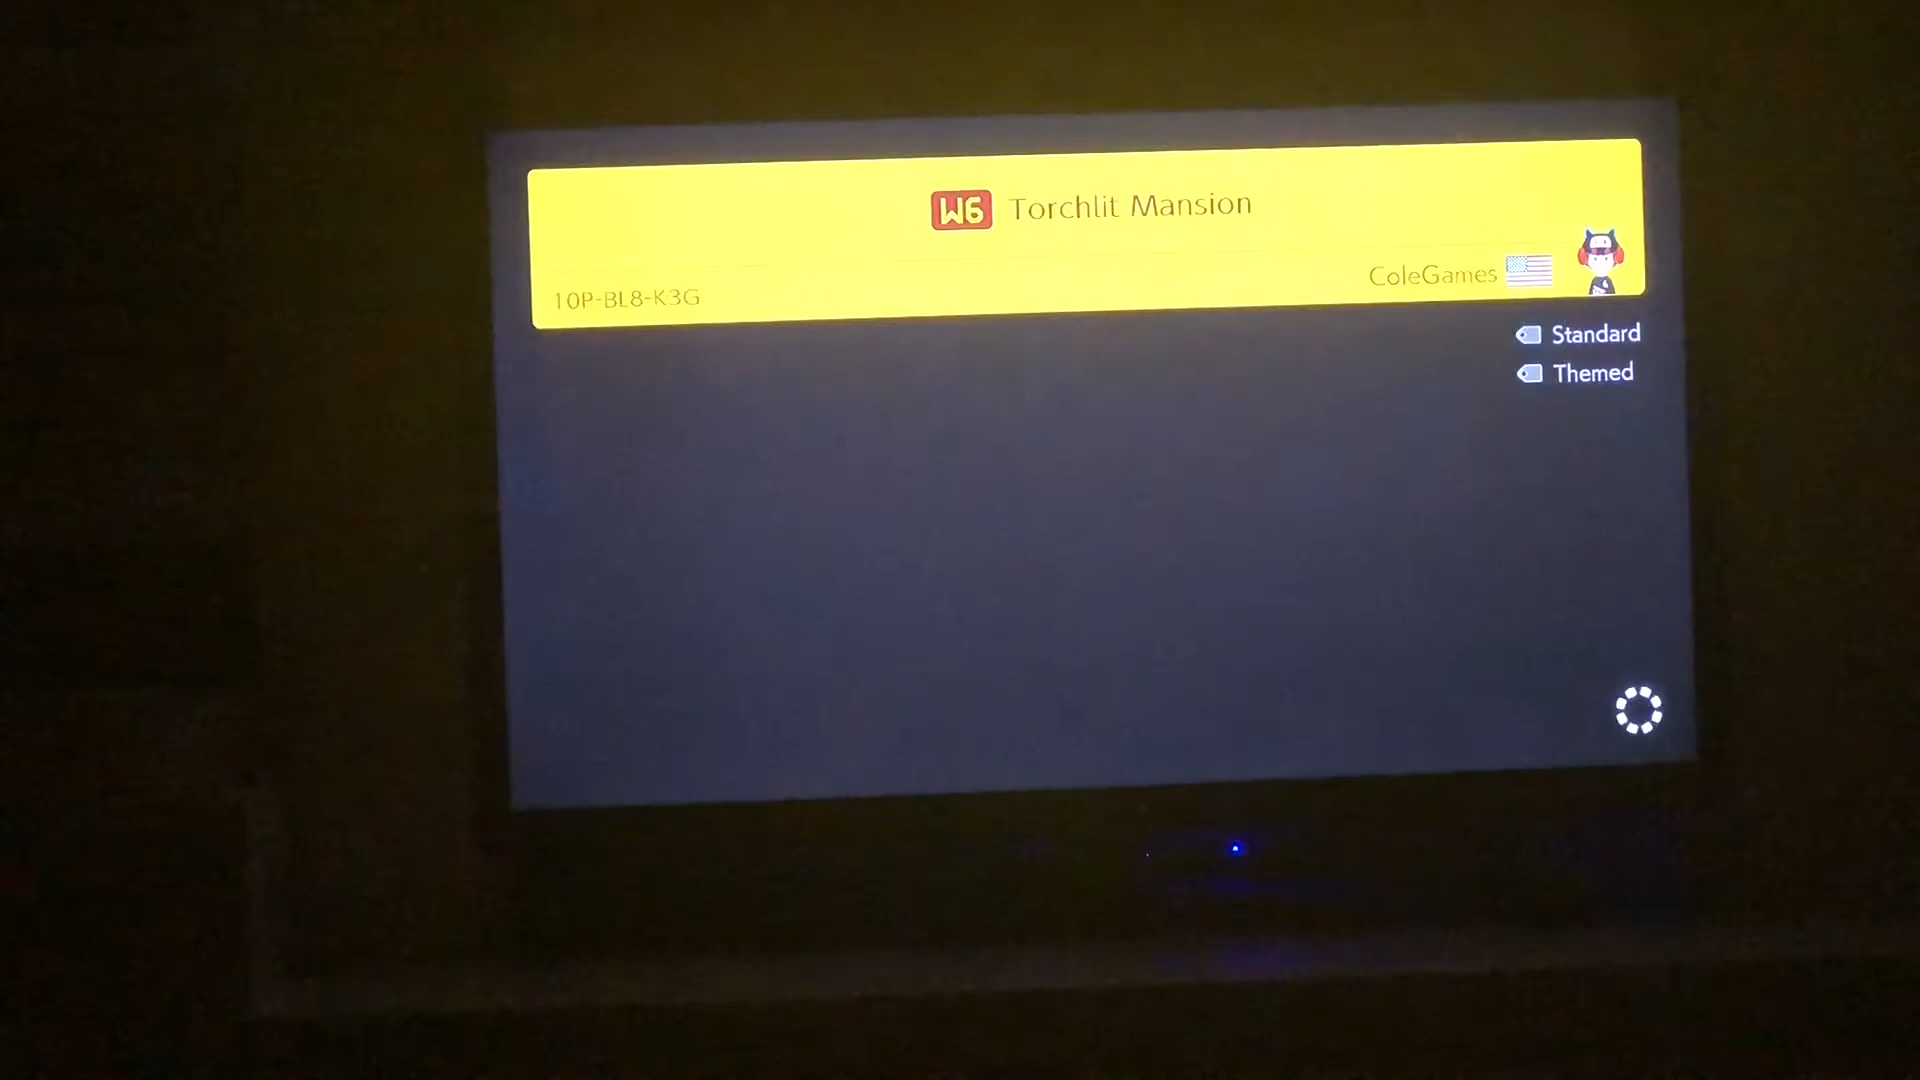 W6 Torchlit Mansion
ColeGames
10P-BL8-K3G
Standard
Themed